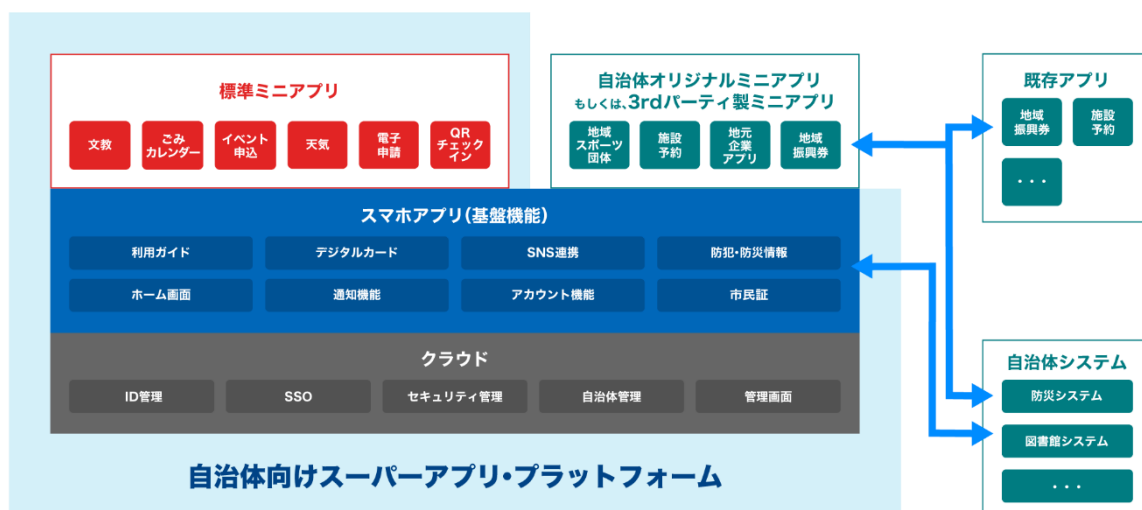 標準ミニアプリ
文教
ごみ
カレンダー
イベント
申込
天気
電子
申請
QR
チェック
イン
自治体オリジナルミニアプリ
もしくは、3rdパーティ製ミニアプリ
地域
スポーツ
団体
施設
予約
地元
企業
アプリ
地域
振興券
既存アプリ
地域
振興券
施設
予約
・・・
スマホアプリ(基盤機能)
利用ガイド
デジタルカード
SNS連携
防犯・防災情報
ホーム画面
通知機能
アカウント機能
市民証
クラウド
ID管理
SSO
セキュリティ管理
自治体管理
管理画面
自治体システム
防災システム
図書館システム
・・・
自治体向けスーパーアプリ・プラットフォーム